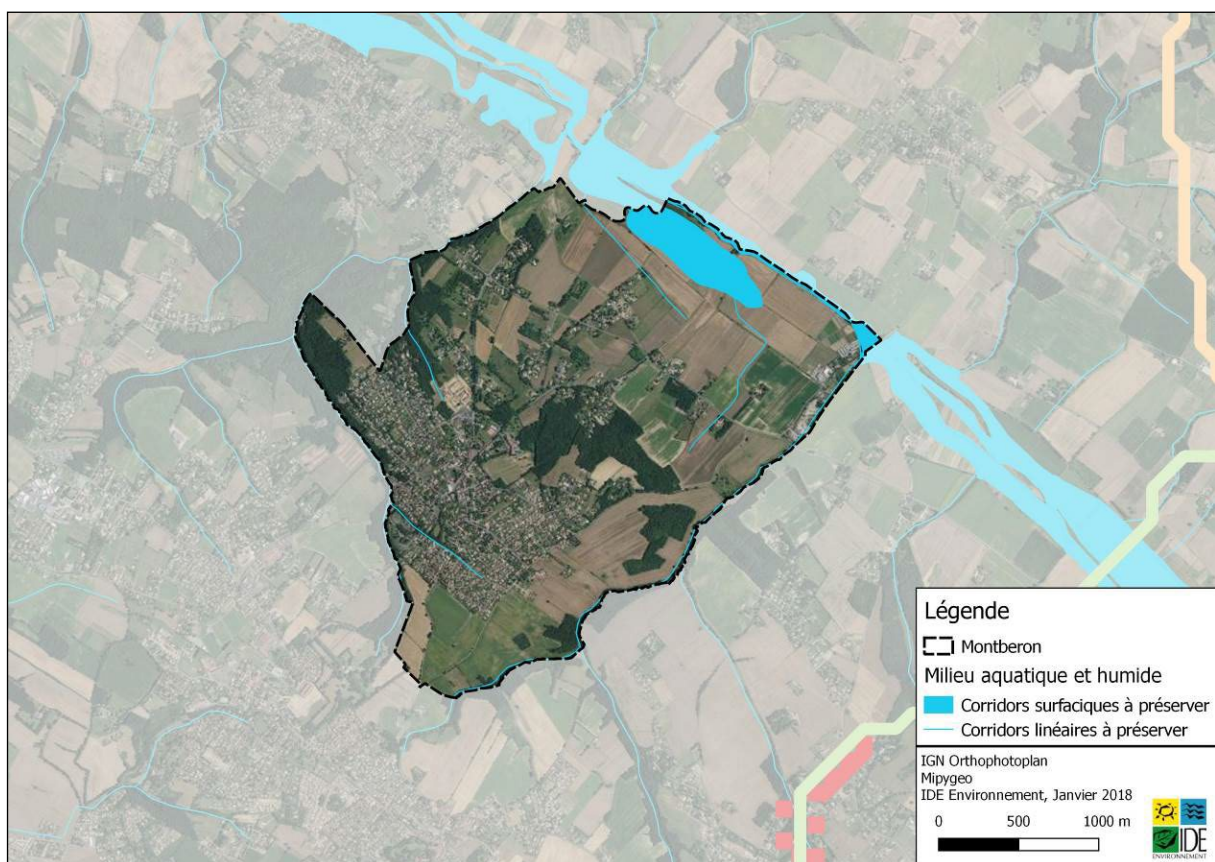 Légende
Montberon
Milieu aquatique et humide
Corridors surfaciques à préserver
Corridors linéaires à préserver
IGN Orthophotoplan
Mipygeo
IDE Environnement, Janvier 2018
0 500 1000 m
IDE
ENVIRONNEMENT